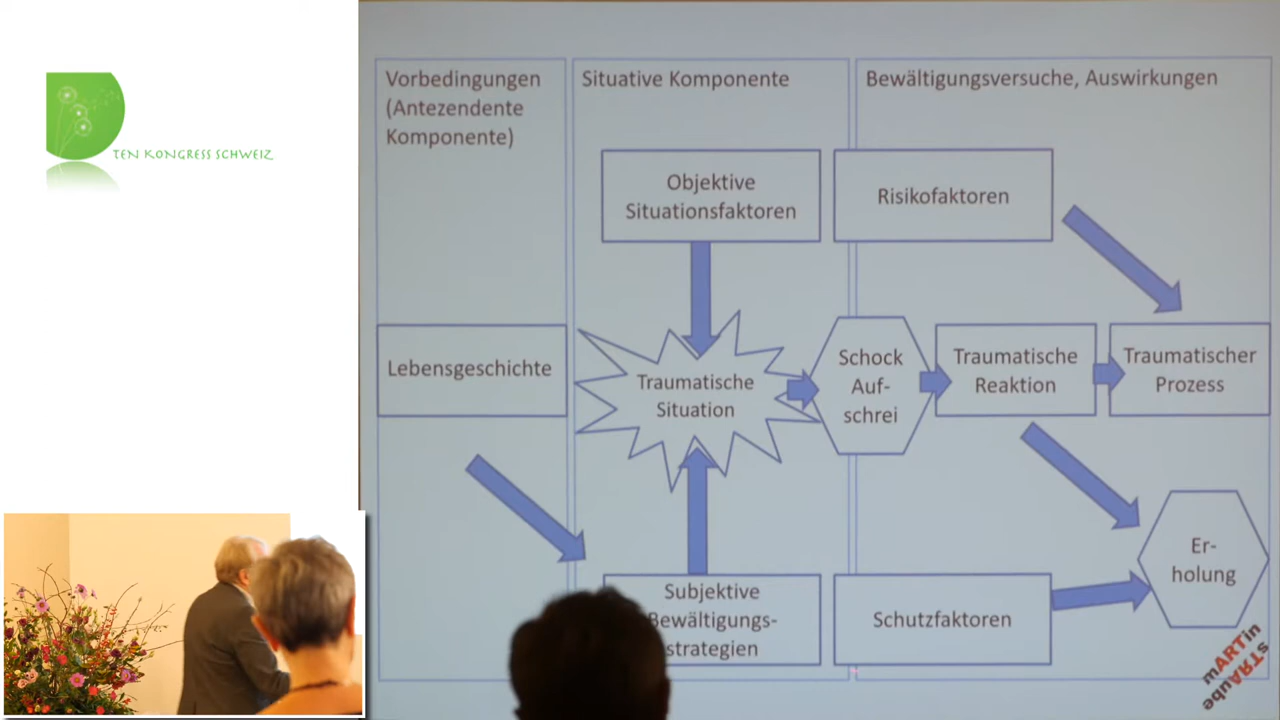 TEN KONGRESS SCHWEIZ
Vorbedingungen
(Antezendente
Komponente)
Situative Komponente
Bewältigungsversuche, Auswirkungen
Objektive
Situationsfaktoren
Risikofaktoren
Lebensgeschichte
Traumatische
Situation
Schock
Auf-
schrei
Traumatische
Reaktion
Traumatischer
Prozess
Er-
holung
Subjektive
Bewältigungs-
strategien
Schutzfaktoren
mARTin
sTRAube